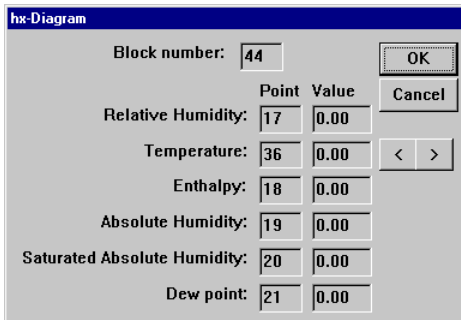 hx-Diagram
Block number: 44 OK
Point Value Cancel
Relative Humidity: 17 0.00
Temperature: 36 0.00 < >
Enthalpy: 18 0.00
Absolute Humidity: 19 0.00
Saturated Absolute Humidity: 20 0.00
Dew point: 21 0.00